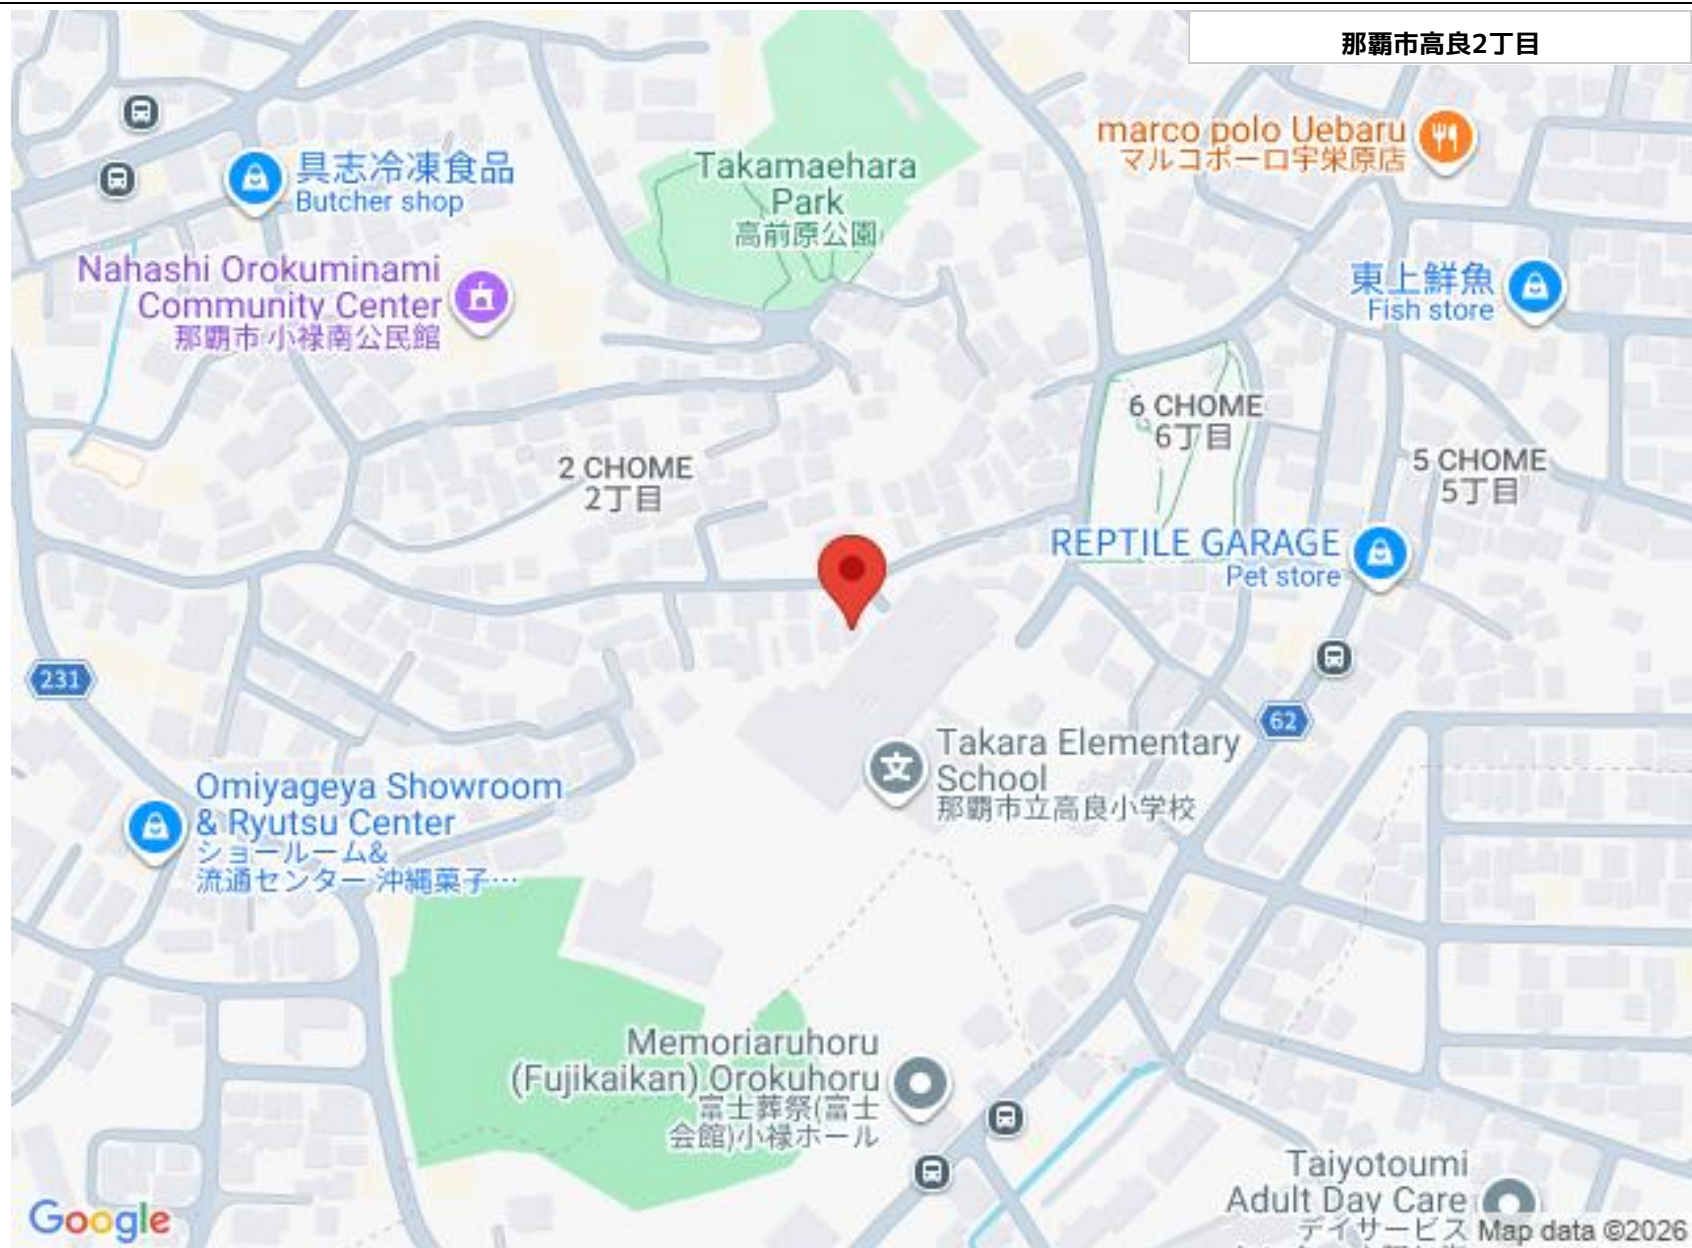 那覇市高良2丁目
marco polo Uebaru
マルコポーロ宇栄原店
Takamaehara
Park
高前原公園
具志冷凍食品
Butcher shop
Nahashi Orokuminami
Community Center
那覇市 小禄南公民館
東上鮮魚
Fish store
6 CHOME
6丁目
2 CHOME
2丁目
5 CHOME
5丁目
REPTILE GARAGE
Pet store
231
62
Takara Elementary
School
那覇市立高良小学校
Omiyageya Showroom
& Ryutsu Center
ショールーム&
流通センター 沖縄菓子…
Memoriaruhoru
(Fujikaikan) Orokuhoru
富士葬祭(富士
会館)小禄ホール
Taiyotoumi
Adult Day Care
デイサービス
Google
Map data ©2026